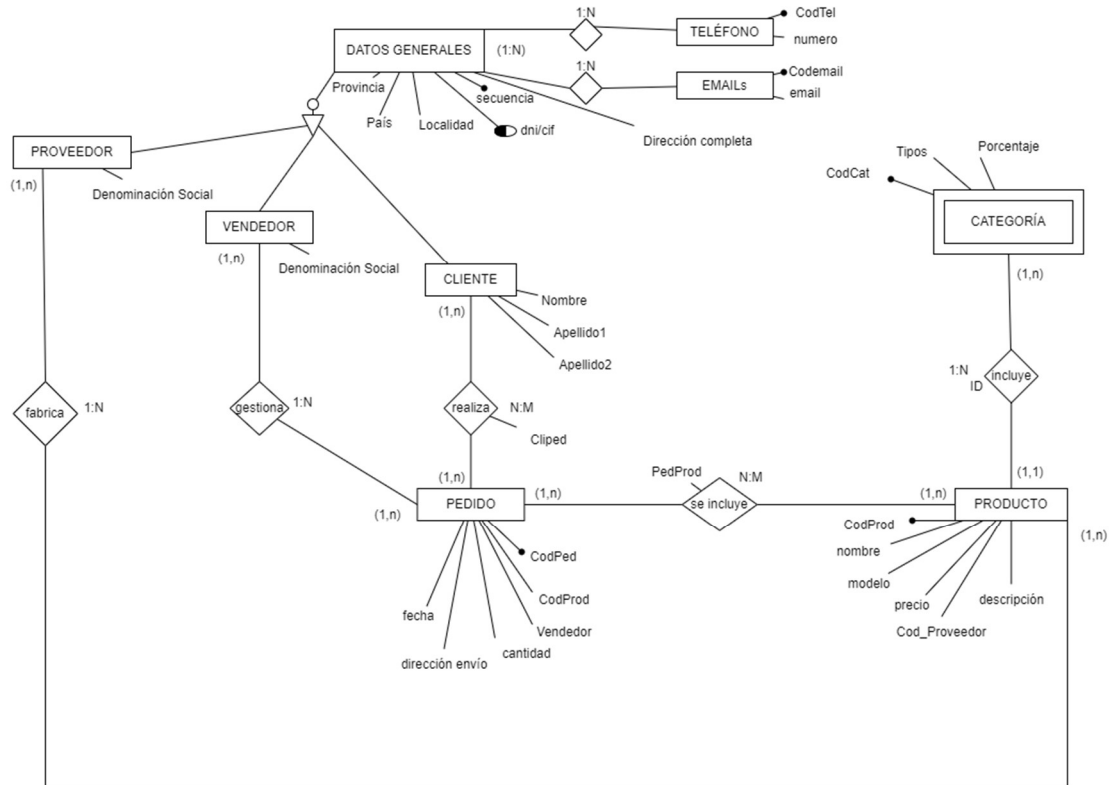 1:N
CodTel
TELÉFONO
numero
DATOS GENERALES
(1:N)
1:N
Codemail
EMAILs
email
Provincia
secuencia
País
Localidad
dni/cif
Dirección completa
PROVEEDOR
(1,n)
Denominación Social
VENDEDOR
(1,n)
Denominación Social
CLIENTE
(1,n)
Nombre
Apellido1
Apellido2
Tipos
Porcentaje
CodCat
CATEGORÍA
(1,n)
fabrica
1:N
gestiona
1:N
realiza
N:M
Cliped
1:N
ID
incluye
(1,n)
(1,n)
PEDIDO
(1,n)
PedProd
N:M
se incluye
(1,1)
(1,n)
PRODUCTO
(1,n)
CodPed
CodProd
Vendedor
fecha
cantidad
dirección envío
CodProd
nombre
modelo
precio
Cod_Proveedor
descripción